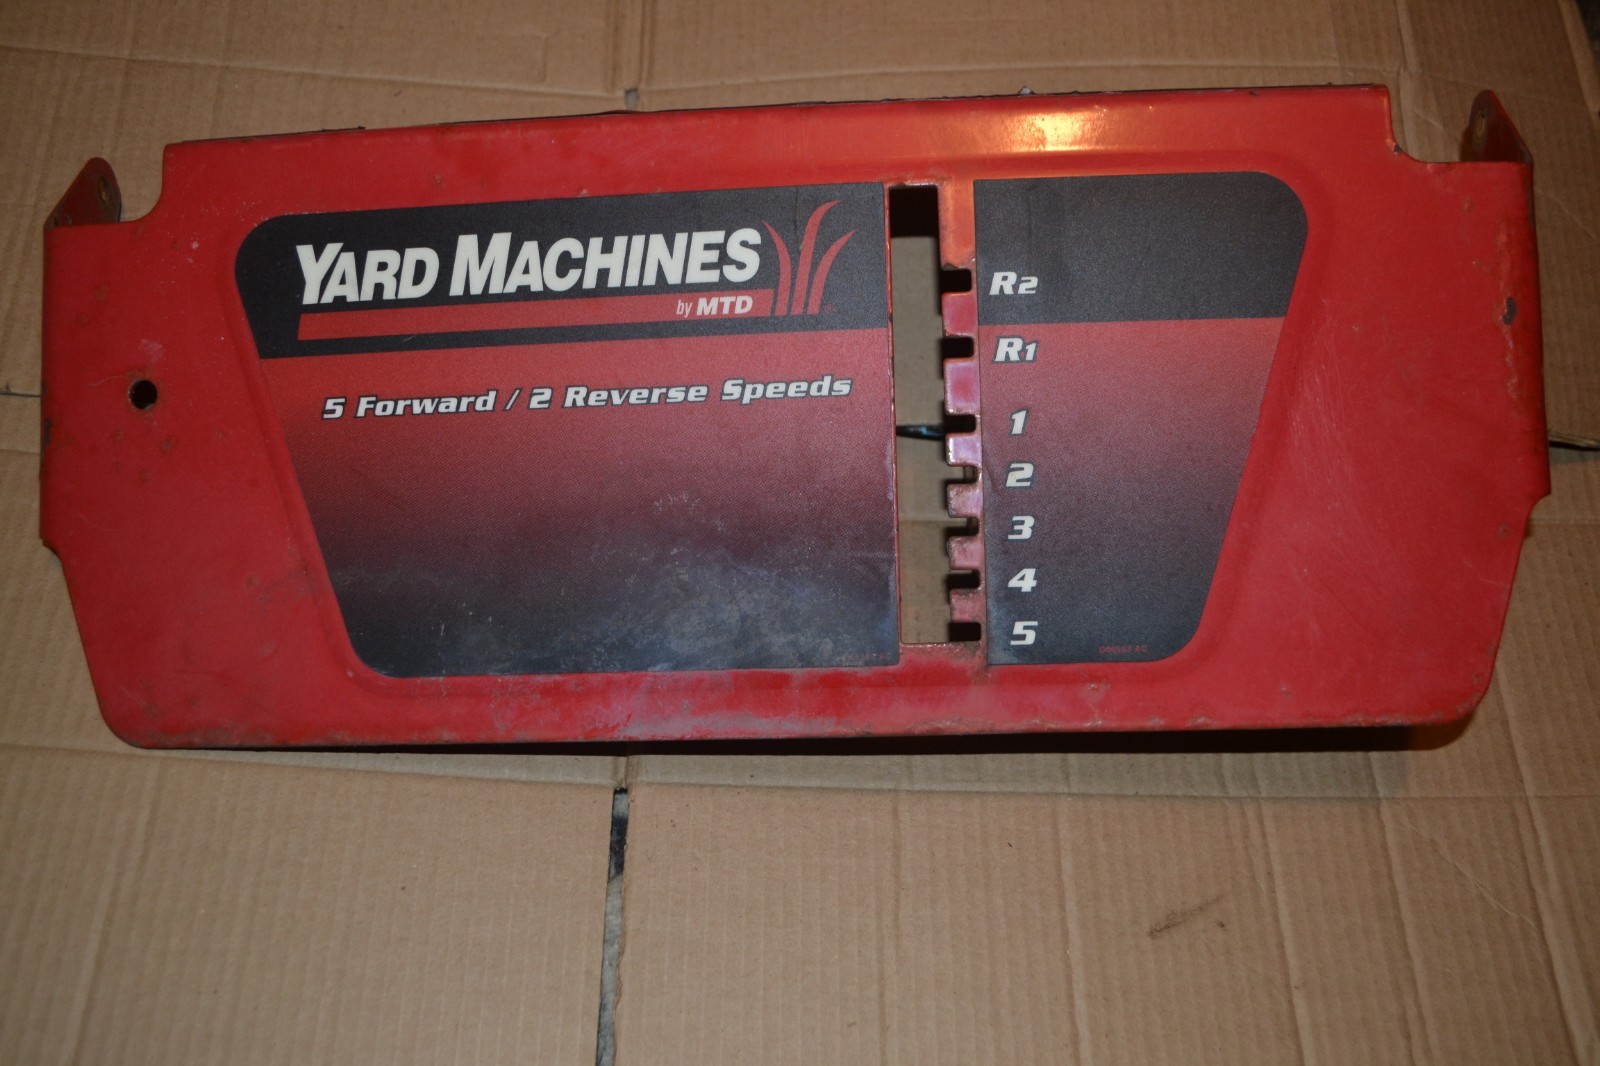 YARD MACHINES
by MTD
5 Forward / 2 Reverse Speeds
R2
R1
1
2
3
4
5